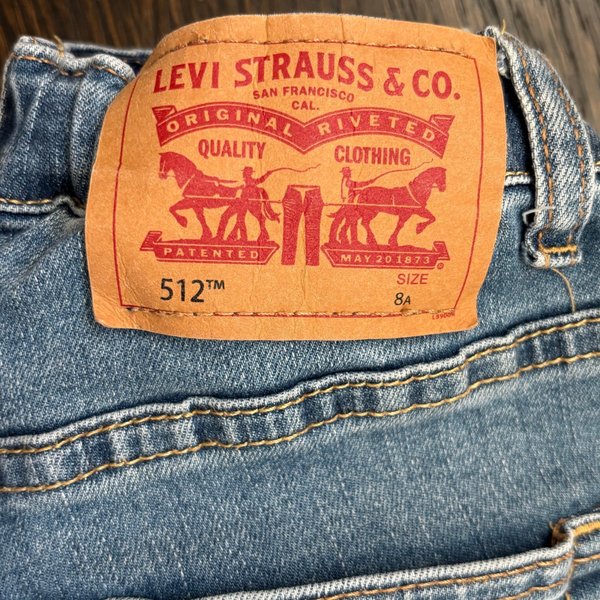 LEVI STRAUSS & CO.
SAN FRANCISCO
CAL.
ORIGINAL RIVETED
QUALITY CLOTHING
PATENTED MAY 20 1873
512™ SIZE
8A